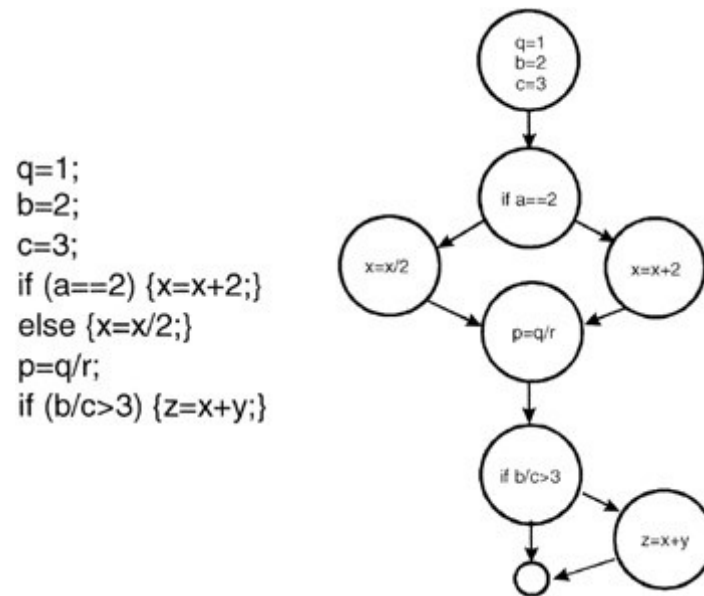 q=1;
b=2;
c=3;
if (a==2) {x=x+2;}
else {x=x/2;}
p=q/r;
if (b/c>3) {z=x+y;}
q=1
b=2
c=3
if a==2
x=x/2
x=x+2
p=q/r
if b/c>3
z=x+y